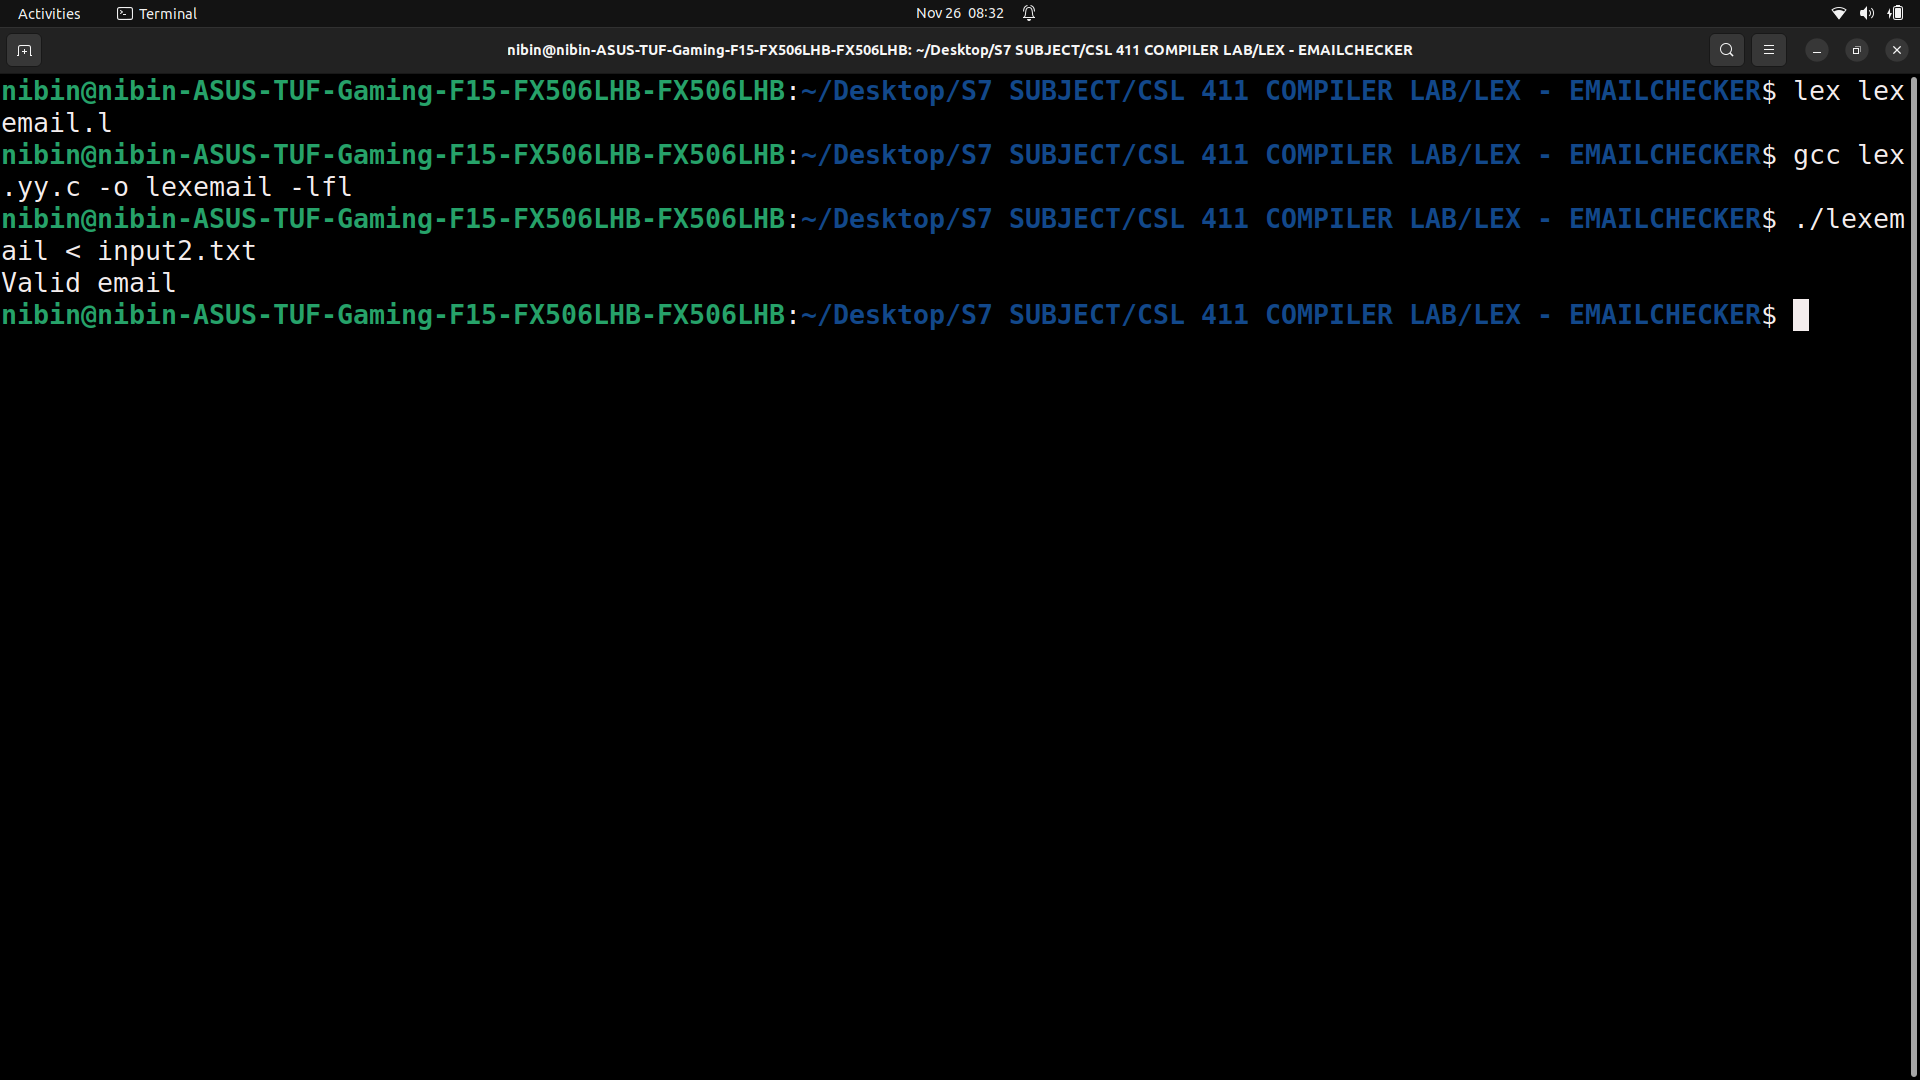 Activities Terminal Nov 26 08:32
nibin@nibin-ASUS-TUF-Gaming-F15-FX506LHB-FX506LHB: ~/Desktop/S7 SUBJECT/CSL 411 COMPILER LAB/LEX - EMAILCHECKER
nibin@nibin-ASUS-TUF-Gaming-F15-FX506LHB-FX506LHB:~/Desktop/S7 SUBJECT/CSL 411 COMPILER LAB/LEX - EMAILCHECKER$ lex lex
email.l
nibin@nibin-ASUS-TUF-Gaming-F15-FX506LHB-FX506LHB:~/Desktop/S7 SUBJECT/CSL 411 COMPILER LAB/LEX - EMAILCHECKER$ gcc lex
.yy.c -o lexemail -lfl
nibin@nibin-ASUS-TUF-Gaming-F15-FX506LHB-FX506LHB:~/Desktop/S7 SUBJECT/CSL 411 COMPILER LAB/LEX - EMAILCHECKER$ ./lexem
ail < input2.txt
Valid email
nibin@nibin-ASUS-TUF-Gaming-F15-FX506LHB-FX506LHB:~/Desktop/S7 SUBJECT/CSL 411 COMPILER LAB/LEX - EMAILCHECKER$